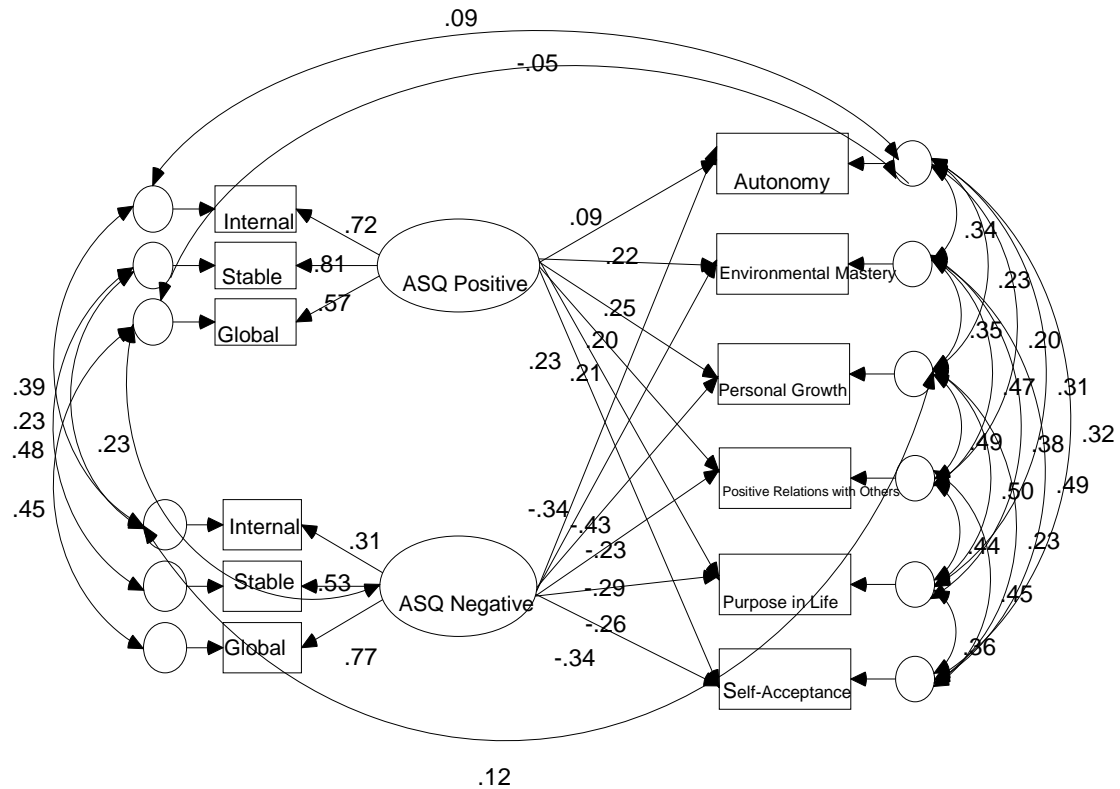 .09
-.05
Autonomy
Internal
.72
.09
.34
Stable
.81
ASQ Positive
.22
Environmental Mastery
.23
Global
.57
.25
.35
.20
.20
.23
.21
Personal Growth
.39
.47
.31
.23
.23
.49
.38
.32
.48
.45
Positive Relations with Others
.50
.49
Internal
.31
-.34
-.43
-.23
.44
.23
Stable
.53
ASQ Negative
-.29
Purpose in Life
.45
Global
-.26
.77
-.34
.36
Self-Acceptance
.12